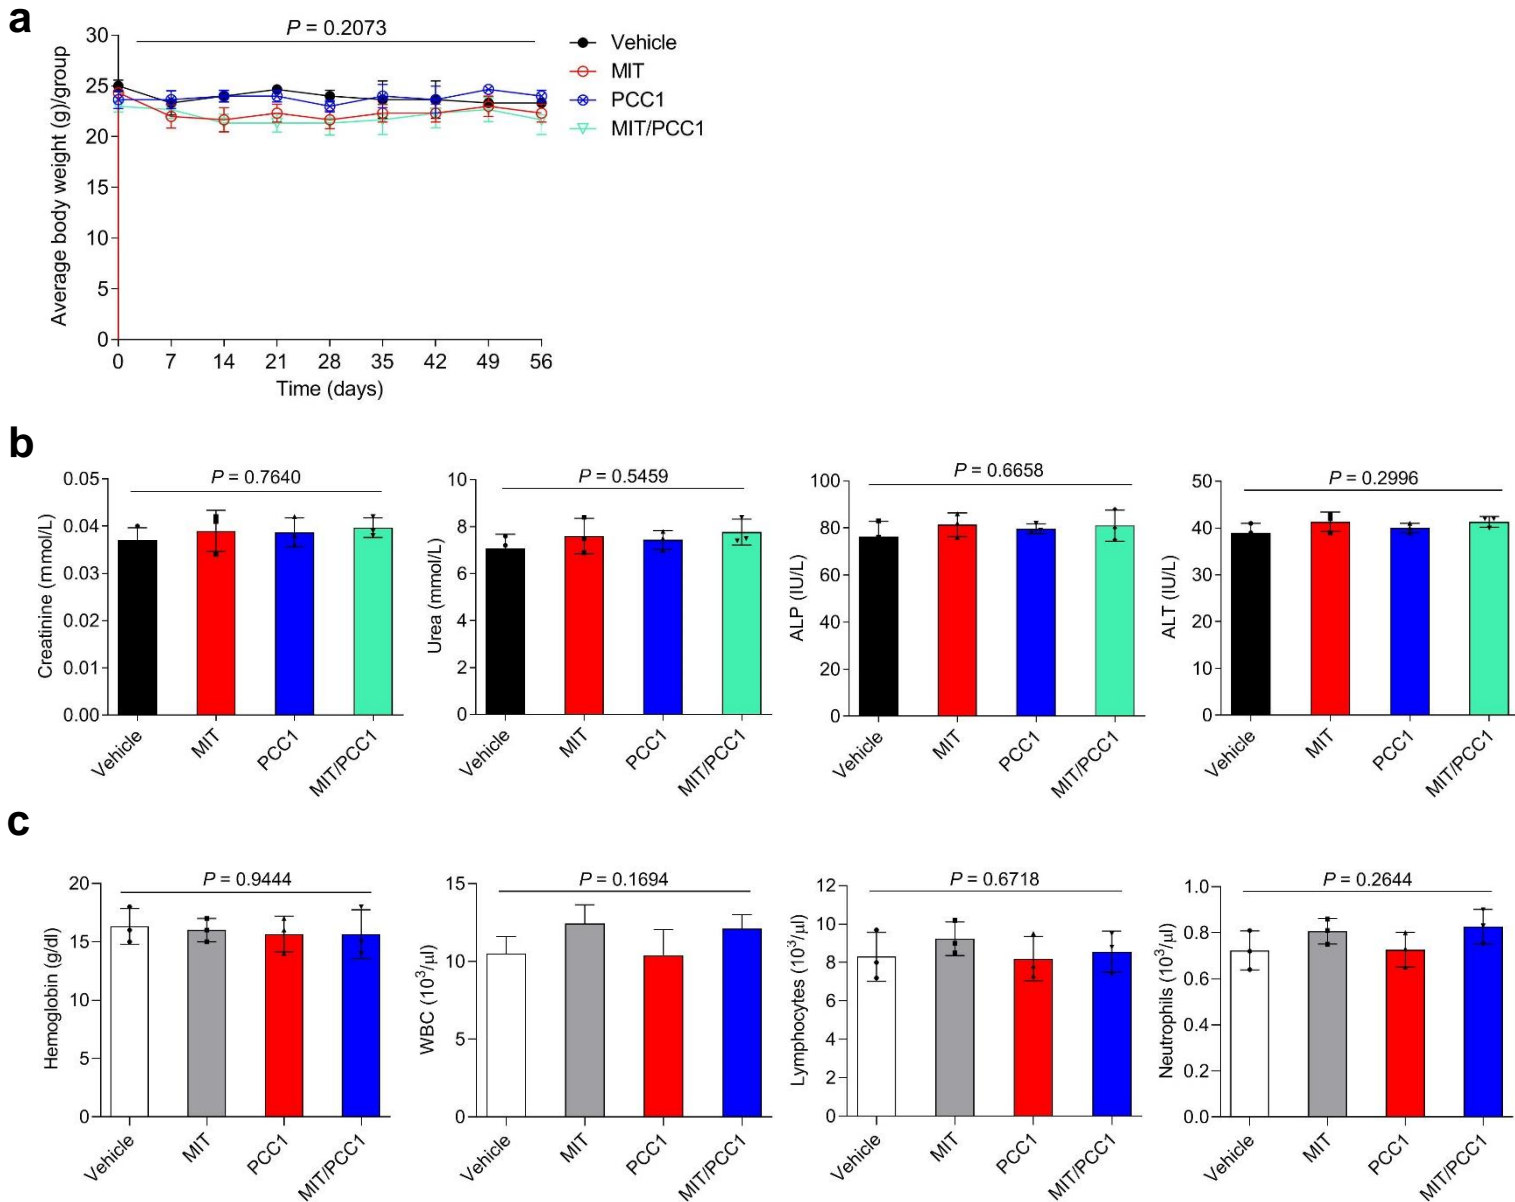 a
P = 0.2073
Average body weight (g)/group
30
25
20
15
10
5
0
0 7 14 21 28 35 42 49 56
Time (days)
Vehicle
MIT
PCC1
MIT/PCC1
b
P = 0.7640
Creatinine (mmol/L)
0.05
0.04
0.03
0.02
0.01
0.00
Vehicle MIT PCC1 MIT/PCC1
P = 0.5459
Urea (mmol/L)
10
8
6
4
2
0
Vehicle MIT PCC1 MIT/PCC1
P = 0.6658
ALP (IU/L)
100
80
60
40
20
0
Vehicle MIT PCC1 MIT/PCC1
P = 0.2996
ALT (IU/L)
50
40
30
20
10
0
Vehicle MIT PCC1 MIT/PCC1
c
P = 0.9444
Hemoglobin (g/dl)
20
15
10
5
0
Vehicle MIT PCC1 MIT/PCC1
P = 0.1694
WBC (10³/µl)
15
10
5
0
Vehicle MIT PCC1 MIT/PCC1
P = 0.6718
Lymphocytes (10³/µl)
12
10
8
6
4
2
0
Vehicle MIT PCC1 MIT/PCC1
P = 0.2644
Neutrophils (10³/µl)
1.0
0.8
0.6
0.4
0.2
0.0
Vehicle MIT PCC1 MIT/PCC1